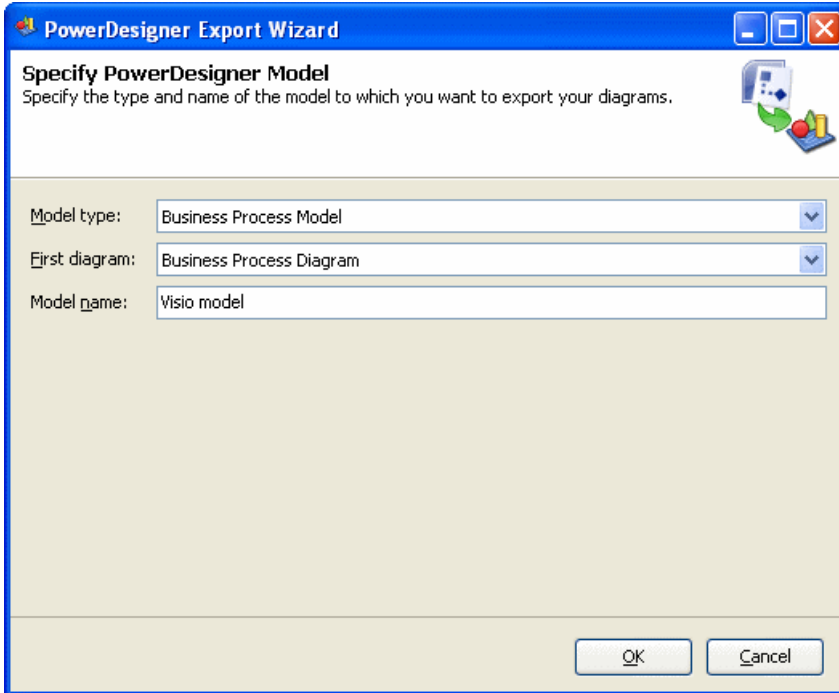 PowerDesigner Export Wizard
Specify PowerDesigner Model
Specify the type and name of the model to which you want to export your diagrams.
Model type: Business Process Model
First diagram: Business Process Diagram
Model name: Visio model
OK Cancel